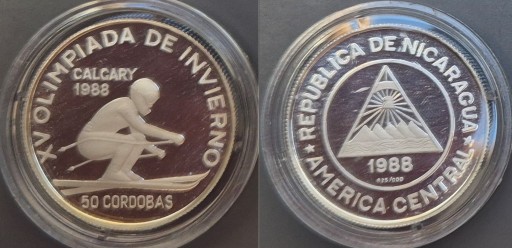 XV OLIMPIADA DE INVIERNO
CALGARY
1988
50 CORDOBAS
REPUBLICA DE NICARAGUA
1988
AMERICA CENTRAL